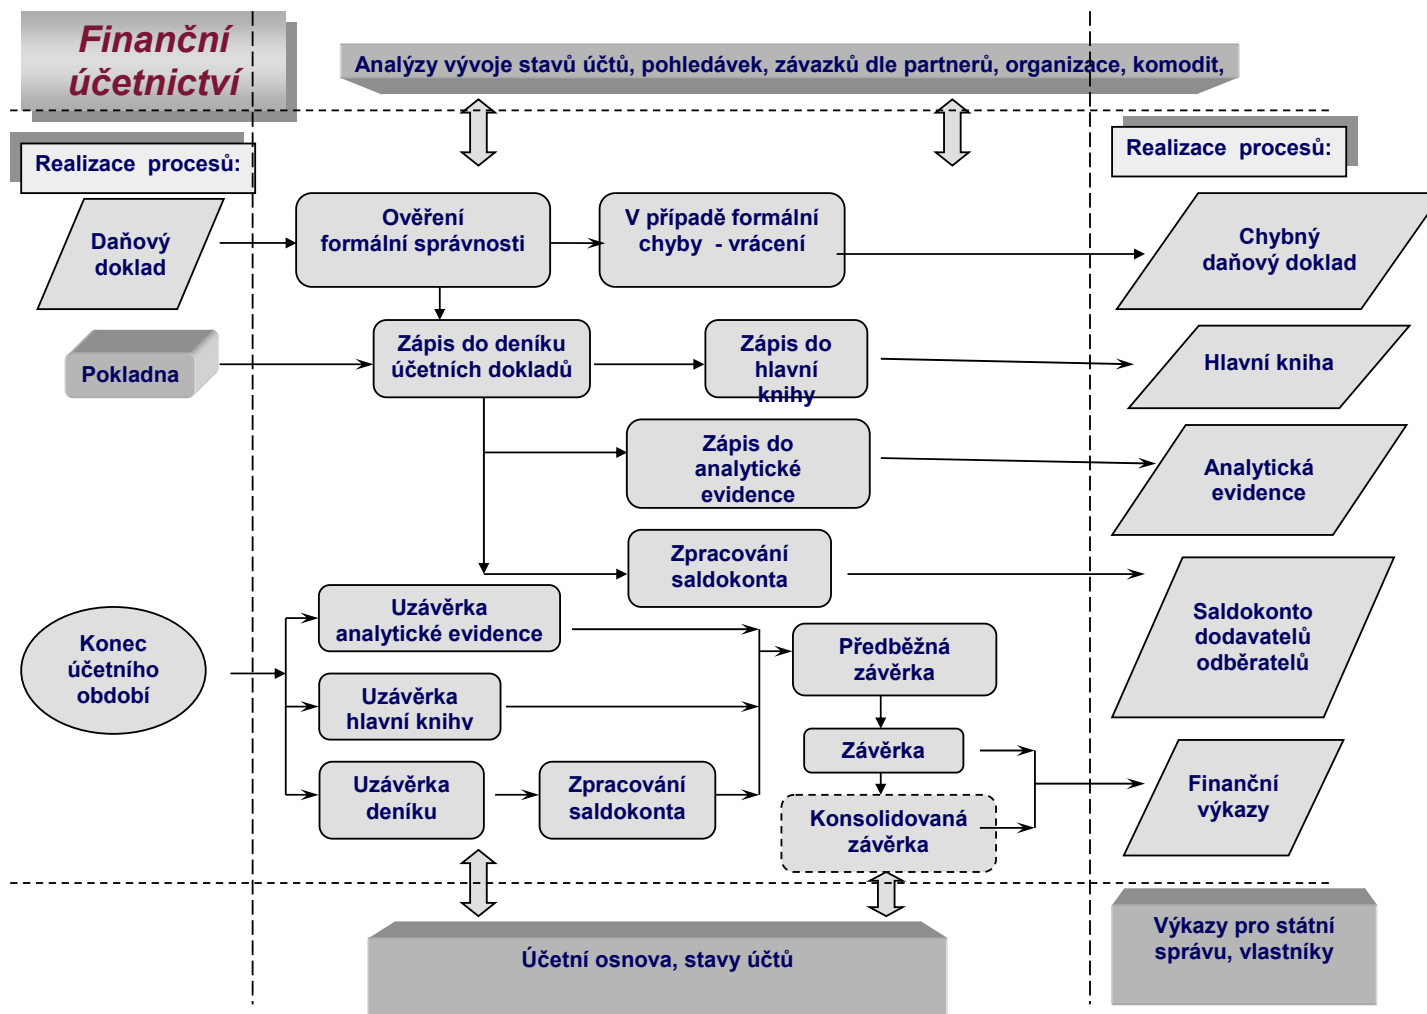 Finanční
účetnictví
Analýzy vývoje stavů účtů, pohledávek, závazků dle partnerů, organizace, komodit,
Realizace procesů:
Realizace procesů:
Daňový
doklad
Ověření
formální správnosti
V případě formální
chyby - vrácení
Chybný
daňový doklad
Pokladna
Zápis do deníku
účetních dokladů
Zápis do
hlavní
knihy
Hlavní kniha
Zápis do
analytické
evidence
Analytická
evidence
Zpracování
saldokonta
Saldokonto
dodavatelů
odběratelů
Konec
účetního
období
Uzávěrka
analytické evidence
Předběžná
závěrka
Uzávěrka
hlavní knihy
Závěrka
Uzávěrka
deníku
Zpracování
saldokonta
Konsolidovaná
závěrka
Finanční
výkazy
Účetní osnova, stavy účtů
Výkazy pro státní
správu, vlastníky